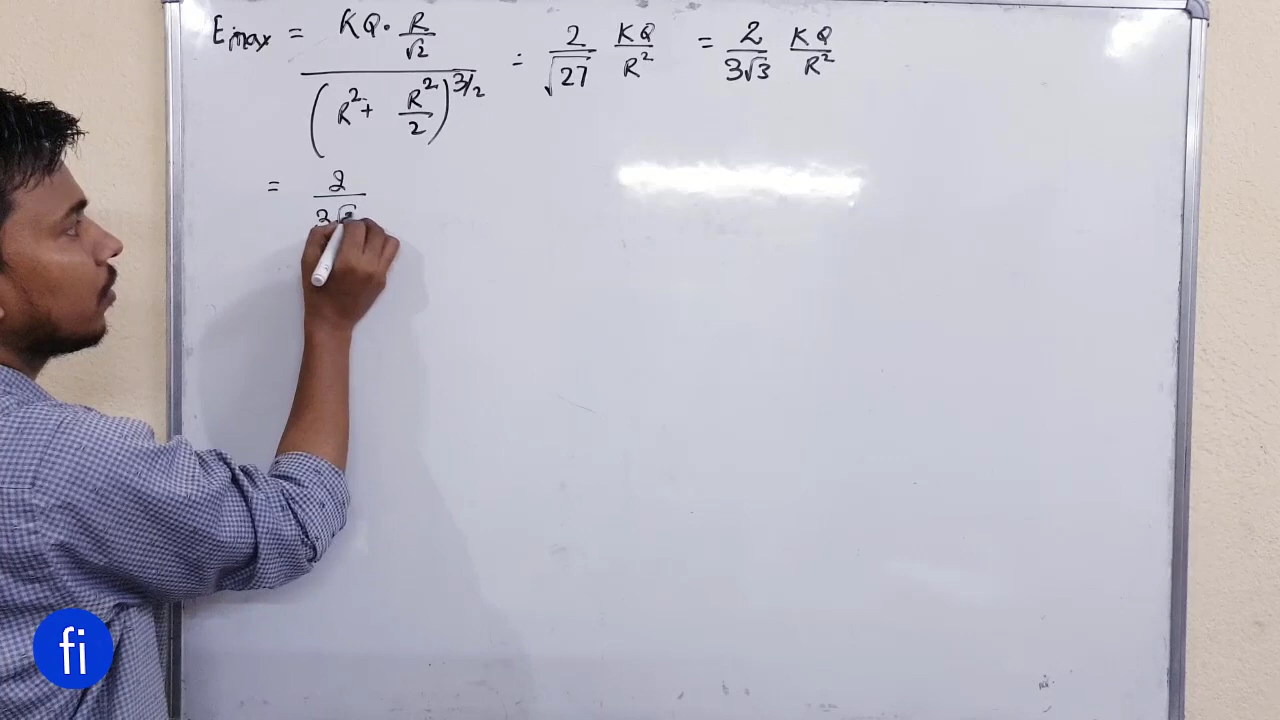 Emax = KQ · R/√2 / (R² + R²/2)^3/2 = 2/√27 KQ/R² = 2/3√3 KQ/R²
= 2/3√
fi